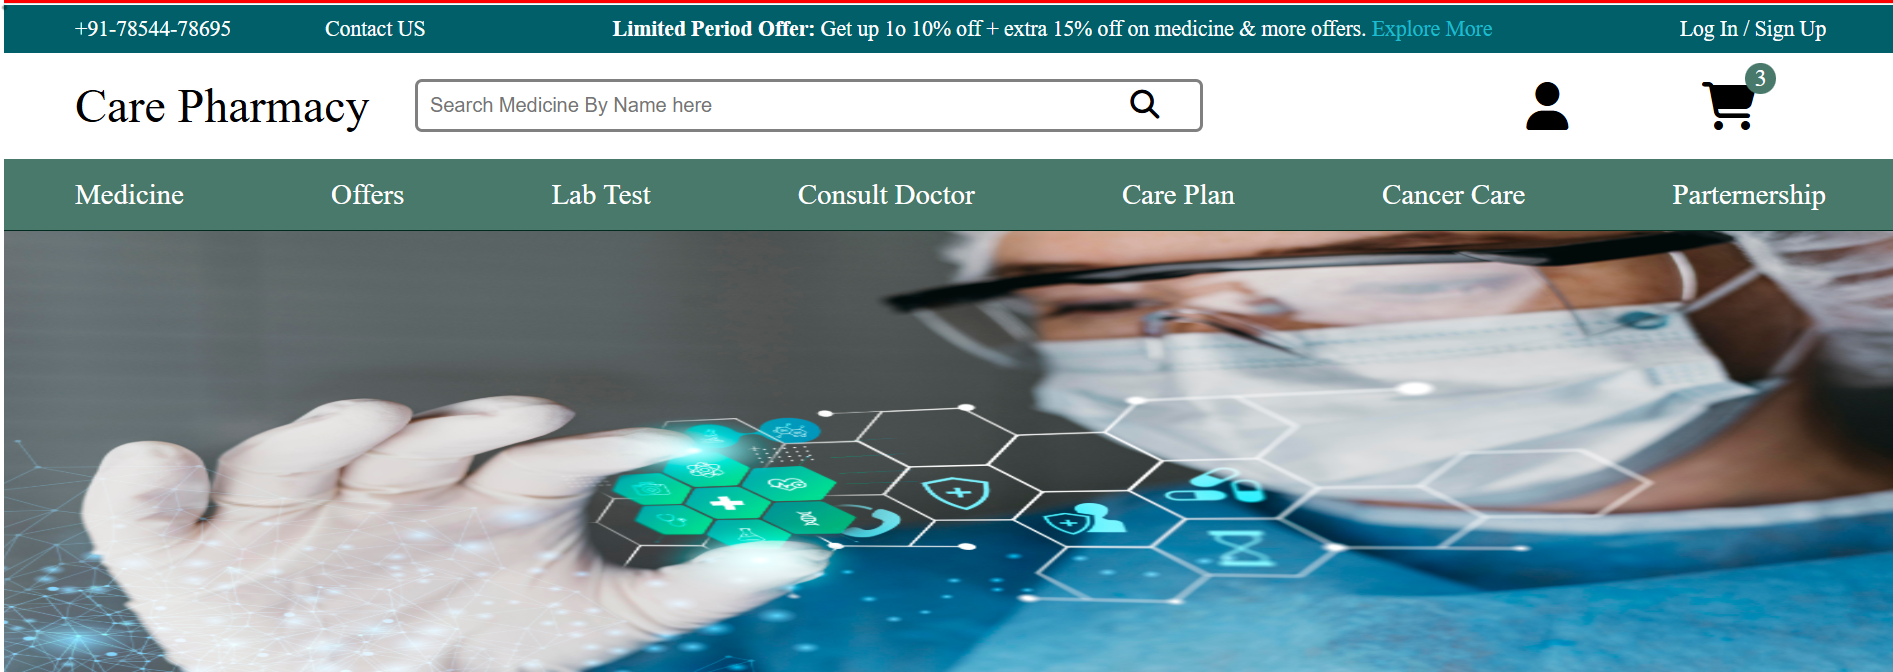 +91-78544-78695 Contact US Limited Period Offer: Get up 1o 10% off + extra 15% off on medicine & more offers. Explore More Log In / Sign Up
3
Care Pharmacy Search Medicine By Name here
Medicine Offers Lab Test Consult Doctor Care Plan Cancer Care Parternership